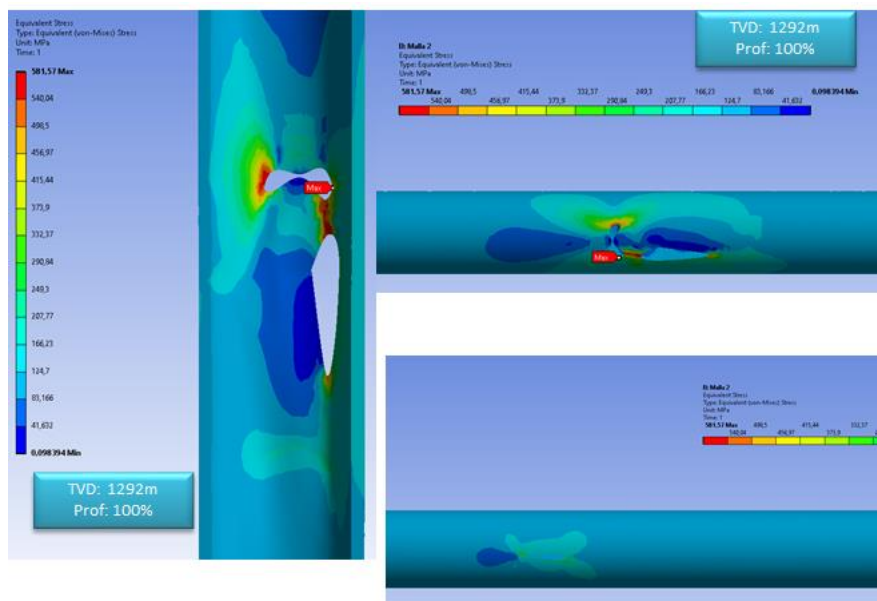 Equivalent Stress
Type: Equivalent (von-Mises) Stress
Unit: MPa
Time: 1
581,57 Max
540,04
498,5
456,97
415,44
373,9
332,37
290,84
249,3
207,77
166,23
124,7
83,166
41,632
0,098394 Min
Max
TVD: 1292m
Prof: 100%
TVD: 1292m
Prof: 100%
B: Malla 2
Equivalent Stress
Type: Equivalent (von-Mises) Stress
Unit: MPa
Time: 1
581,57 Max 498,5 415,44 332,37 249,3 166,23 83,166 0,098394 Min
540,04 456,97 373,9 290,84 207,77 124,7 41,632
Max
B: Malla 2
Equivalent Stress
Type: Equivalent (von-Mises) Stress
Unit: MPa
Time: 1
581,57 Max 498,5 415,44 332,37
540,04 456,97 373,9